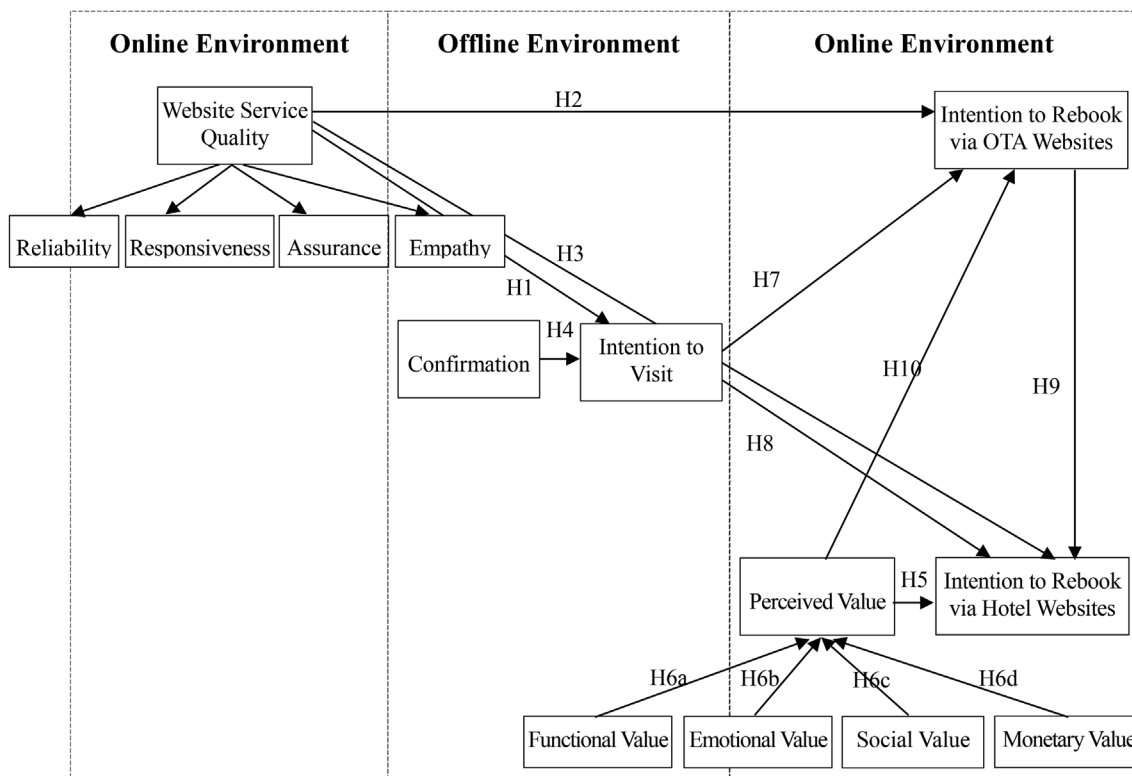 Online Environment
Offline Environment
Online Environment
Website Service
Quality
H2
Intention to Rebook
via OTA Websites
Reliability
Responsiveness
Assurance
Empathy
H3
H1
H7
H4
Confirmation
Intention to
Visit
H10
H9
H8
Perceived Value
H5
Intention to Rebook
via Hotel Websites
H6a
H6b
H6c
H6d
Functional Value
Emotional Value
Social Value
Monetary Value